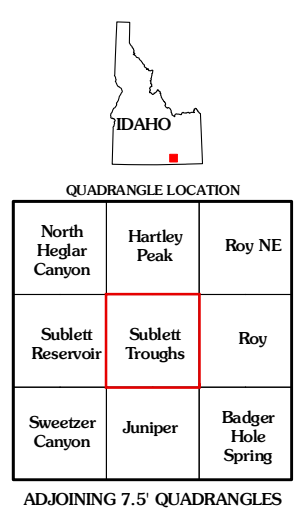 IDAHO
QUADRANGLE LOCATION
North
Heglar
Canyon
Hartley
Peak
Roy NE
Sublett
Reservoir
Sublett
Troughs
Roy
Sweetzer
Canyon
Juniper
Badger
Hole
Spring
ADJOINING 7.5' QUADRANGLES